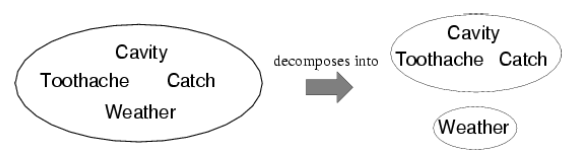 Cavity
Toothache Catch
Weather
decomposes into
Cavity
Toothache Catch
Weather